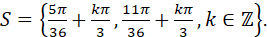 S = {5π/36 + kπ/3, 11π/36 + kπ/3, k ∈ ℤ}.